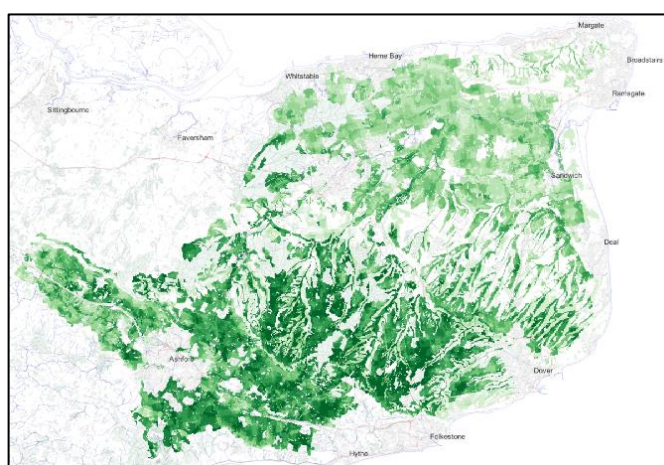 Margate
Herne Bay
Broadstairs
Whitstable
Ramsgate
Sittingbourne
Faversham
Sandwich
Deal
Ashford
Dover
Folkestone
Hythe